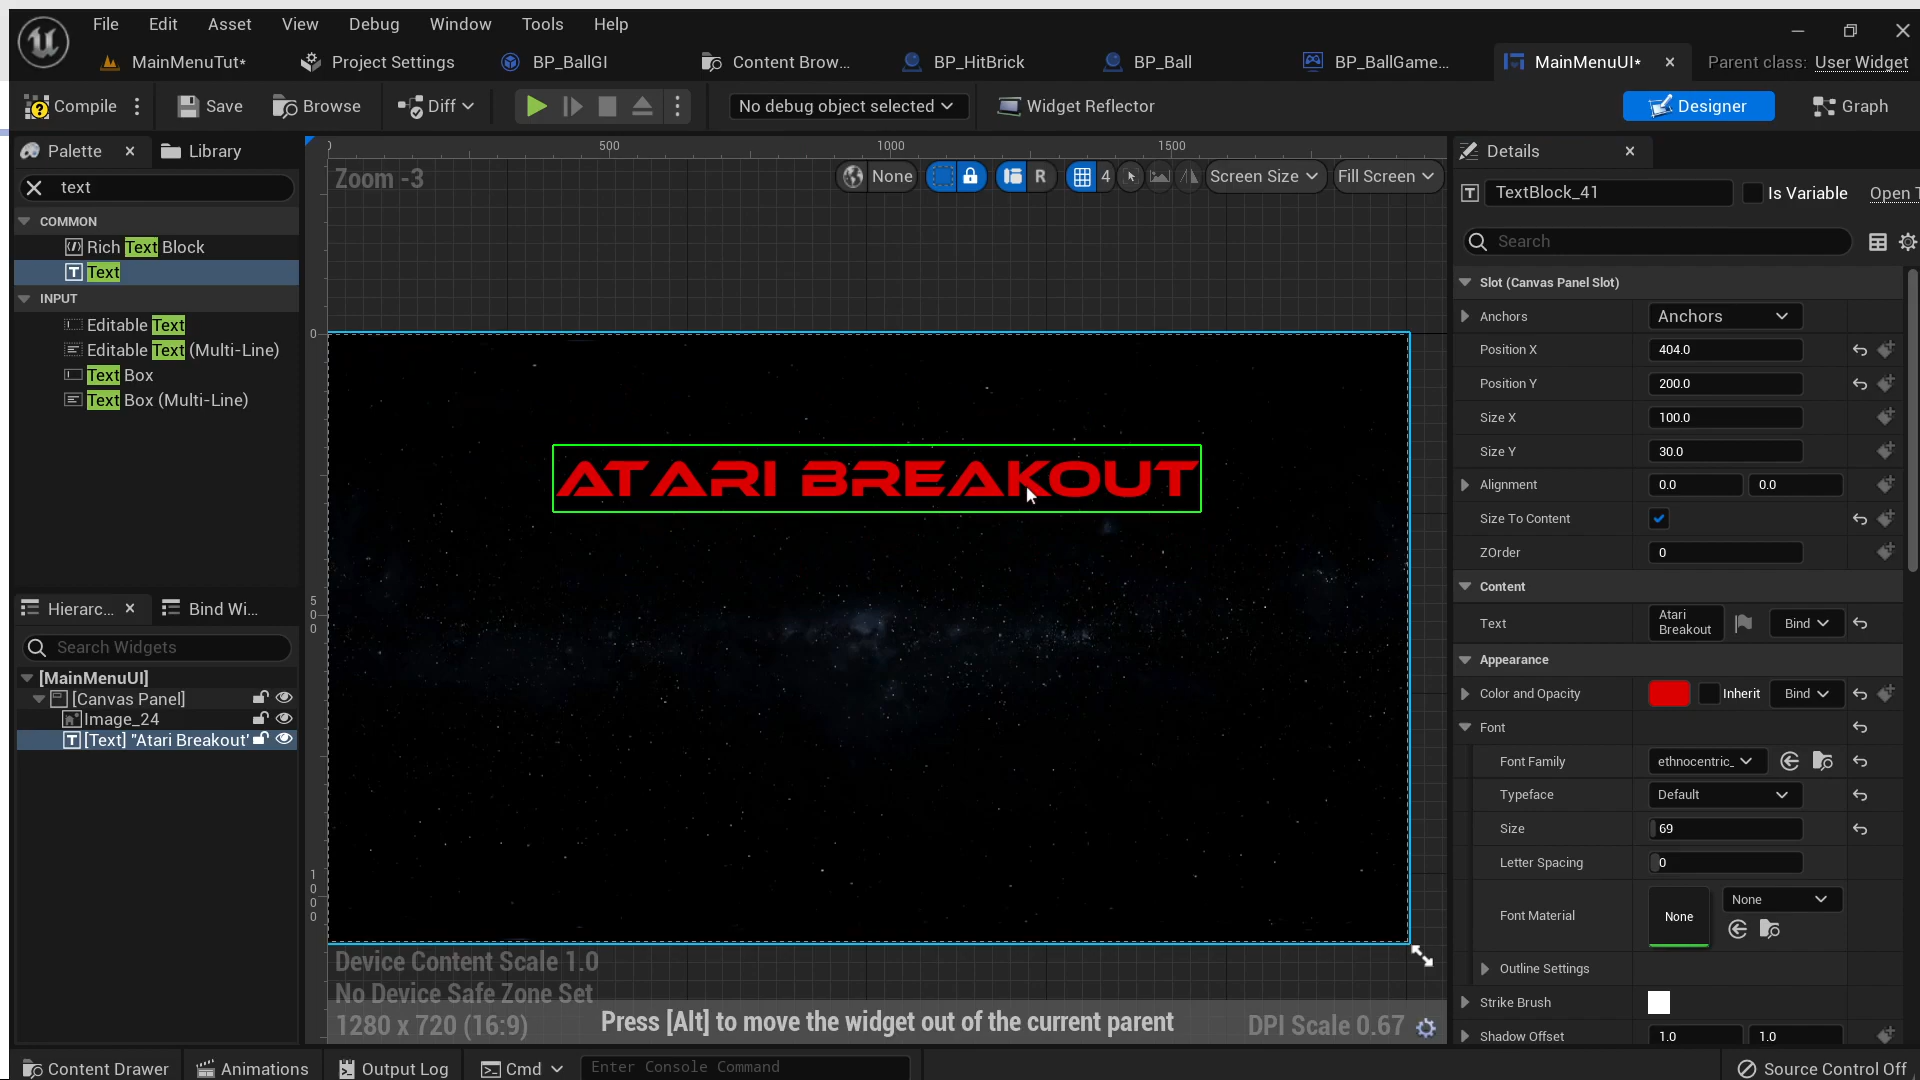 File Edit Asset View Window Debug Tools Help
MainMenuTut* Project Settings BP_BallGI Content Brow... BP_HitBrick BP_Ball BP_BallGame... MainMenuUI* Parent class: User Widget
Compile Save Browse Diff No debug object selected Widget Reflector Designer Graph
Palette Library
text
COMMON
Rich Text Block
Text
INPUT
Editable Text
Editable Text (Multi-Line)
Text Box
Text Box (Multi-Line)
Hierarc... Bind Wi...
Search Widgets
[MainMenuUI]
[Canvas Panel]
Image_24
[Text] "Atari Breakout"
500 1000 1500
Zoom -3
None R 4 Screen Size Fill Screen
0
500
1000
ATARI BREAKOUT
Device Content Scale 1.0
No Device Safe Zone Set
1280 x 720 (16:9)
Press [Alt] to move the widget out of the current parent
DPI Scale 0.67
Details
TextBlock_41 Is Variable Open
Search
Slot (Canvas Panel Slot)
Anchors Anchors
Position X 404.0
Position Y 200.0
Size X 100.0
Size Y 30.0
Alignment 0.0 0.0
Size To Content
ZOrder 0
Content
Text Atari Breakout Bind
Appearance
Color and Opacity Inherit Bind
Font
Font Family ethnocentric_
Typeface Default
Size 69
Letter Spacing 0
Font Material None None
Outline Settings
Strike Brush
Shadow Offset 1.0 1.0
Content Drawer Animations Output Log Cmd Enter Console Command Source Control Off